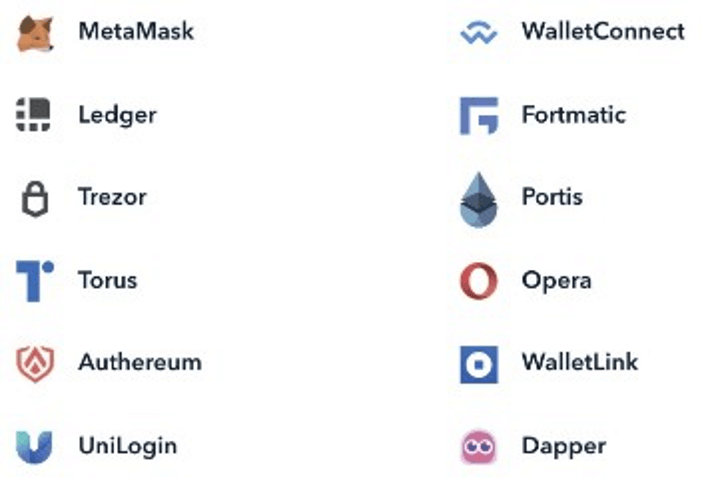 MetaMask
WalletConnect
Ledger
Fortmatic
Trezor
Portis
Torus
Opera
Authereum
WalletLink
UniLogin
Dapper